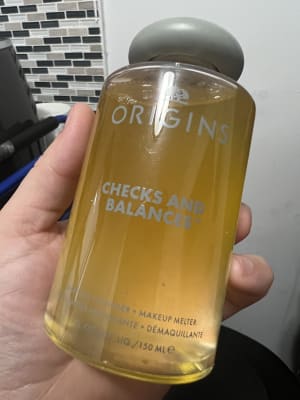 ORIGINS
CHECKS AND
BALANCES
MAKEUP MELTER
DÉMAQUILLANTE
/150 ML ℮